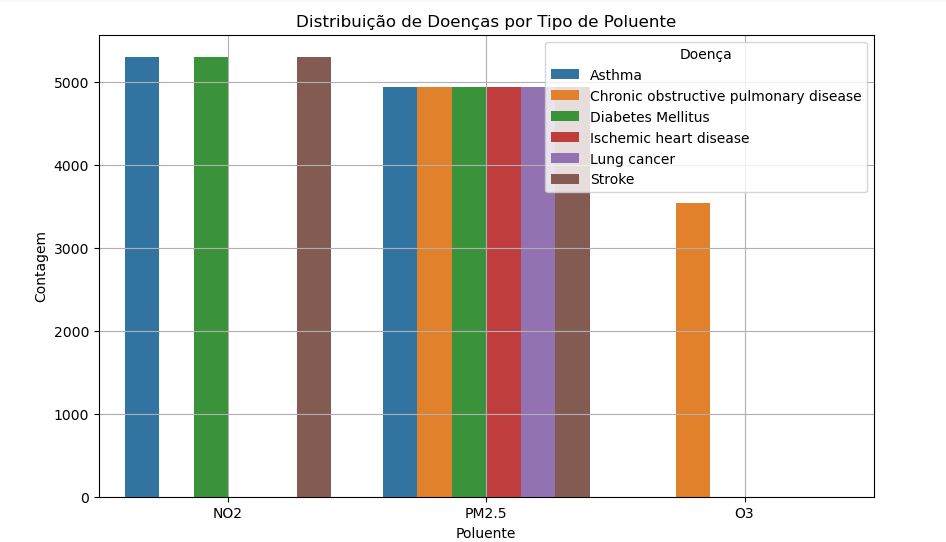 Distribuição de Doenças por Tipo de Poluente
Doença
Asthma
Chronic obstructive pulmonary disease
Diabetes Mellitus
Ischemic heart disease
Lung cancer
Stroke
Contagem
5000
4000
3000
2000
1000
0
NO2
PM2.5
O3
Poluente